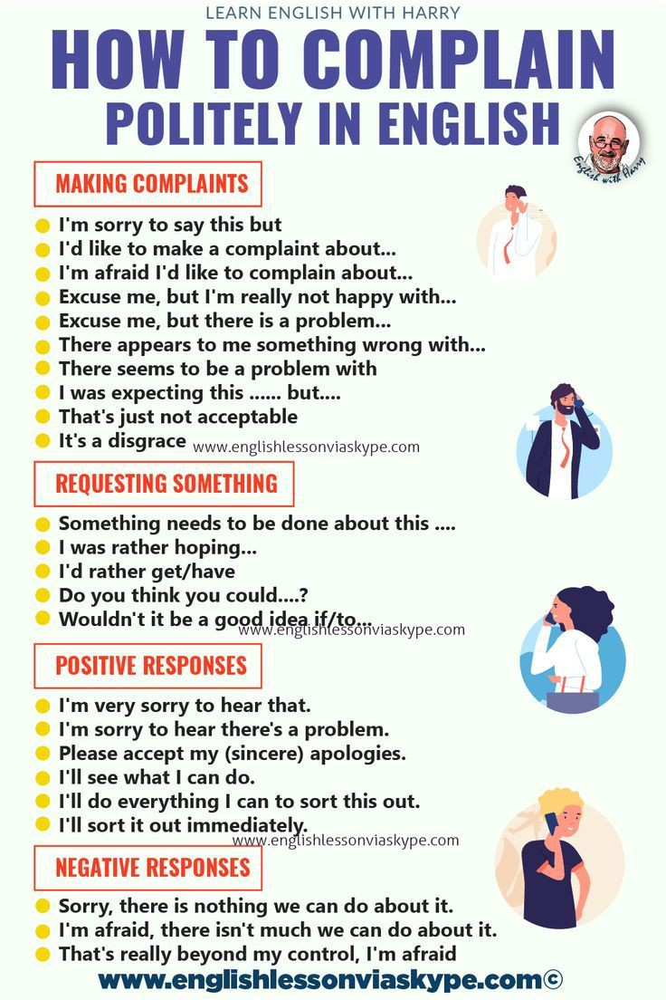 LEARN ENGLISH WITH HARRY
HOW TO COMPLAIN
POLITELY IN ENGLISH
English with Harry
MAKING COMPLAINTS
I'm sorry to say this but
I'd like to make a complaint about...
I'm afraid I'd like to complain about...
Excuse me, but I'm really not happy with...
Excuse me, but there is a problem...
There appears to me something wrong with...
There seems to be a problem with
I was expecting this ...... but....
That's just not acceptable
It's a disgrace
www.englishlessonviaskype.com
REQUESTING SOMETHING
Something needs to be done about this ....
I was rather hoping...
I'd rather get/have
Do you think you could....?
Wouldn't it be a good idea if/to...
www.englishlessonviaskype.com
POSITIVE RESPONSES
I'm very sorry to hear that.
I'm sorry to hear there's a problem.
Please accept my (sincere) apologies.
I'll see what I can do.
I'll do everything I can to sort this out.
I'll sort it out immediately.
www.englishlessonviaskype.com
NEGATIVE RESPONSES
Sorry, there is nothing we can do about it.
I'm afraid, there isn't much we can do about it.
That's really beyond my control, I'm afraid
www.englishlessonviaskype.com©